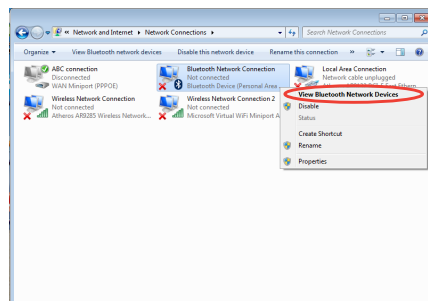 « Network and Internet ▸ Network Connections ▸
Search Network Connections
Organize ▾ View Bluetooth network devices Disable this network device Rename this connection »
ABC connection
Disconnected
WAN Miniport (PPPOE)
Bluetooth Network Connection
Not connected
Bluetooth Device (Personal Area
Local Area Connection
Network cable unplugged
Wireless Network Connection
Not connected
Atheros AR9285 Wireless Network...
Wireless Network Connection 2
Not connected
Microsoft Virtual WiFi Miniport A
View Bluetooth Network Devices
Disable
Status
Create Shortcut
Rename
Properties